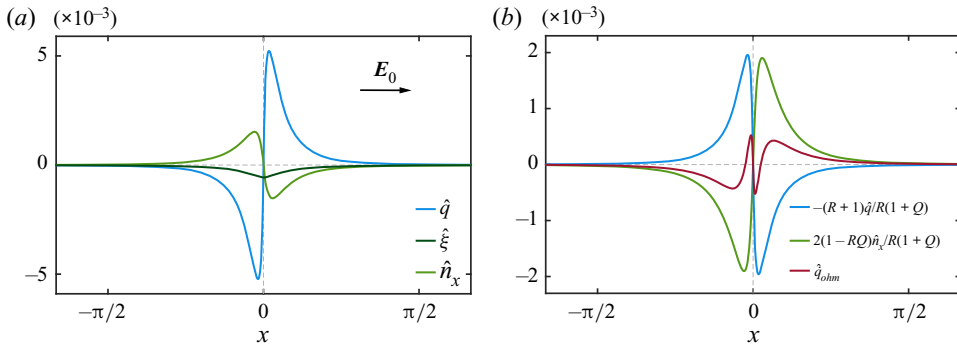 (a) (×10⁻³)
5
0
−5
E₀
q̂
ξ̂
n̂ₓ
−π/2 0 π/2
x
(b) (×10⁻³)
2
1
0
−1
−2
−(R + 1)q̂/R(1 + Q)
2(1 − RQ)n̂ₓ/R(1 + Q)
q̂̇ₒₕₘ
−π/2 0 π/2
x